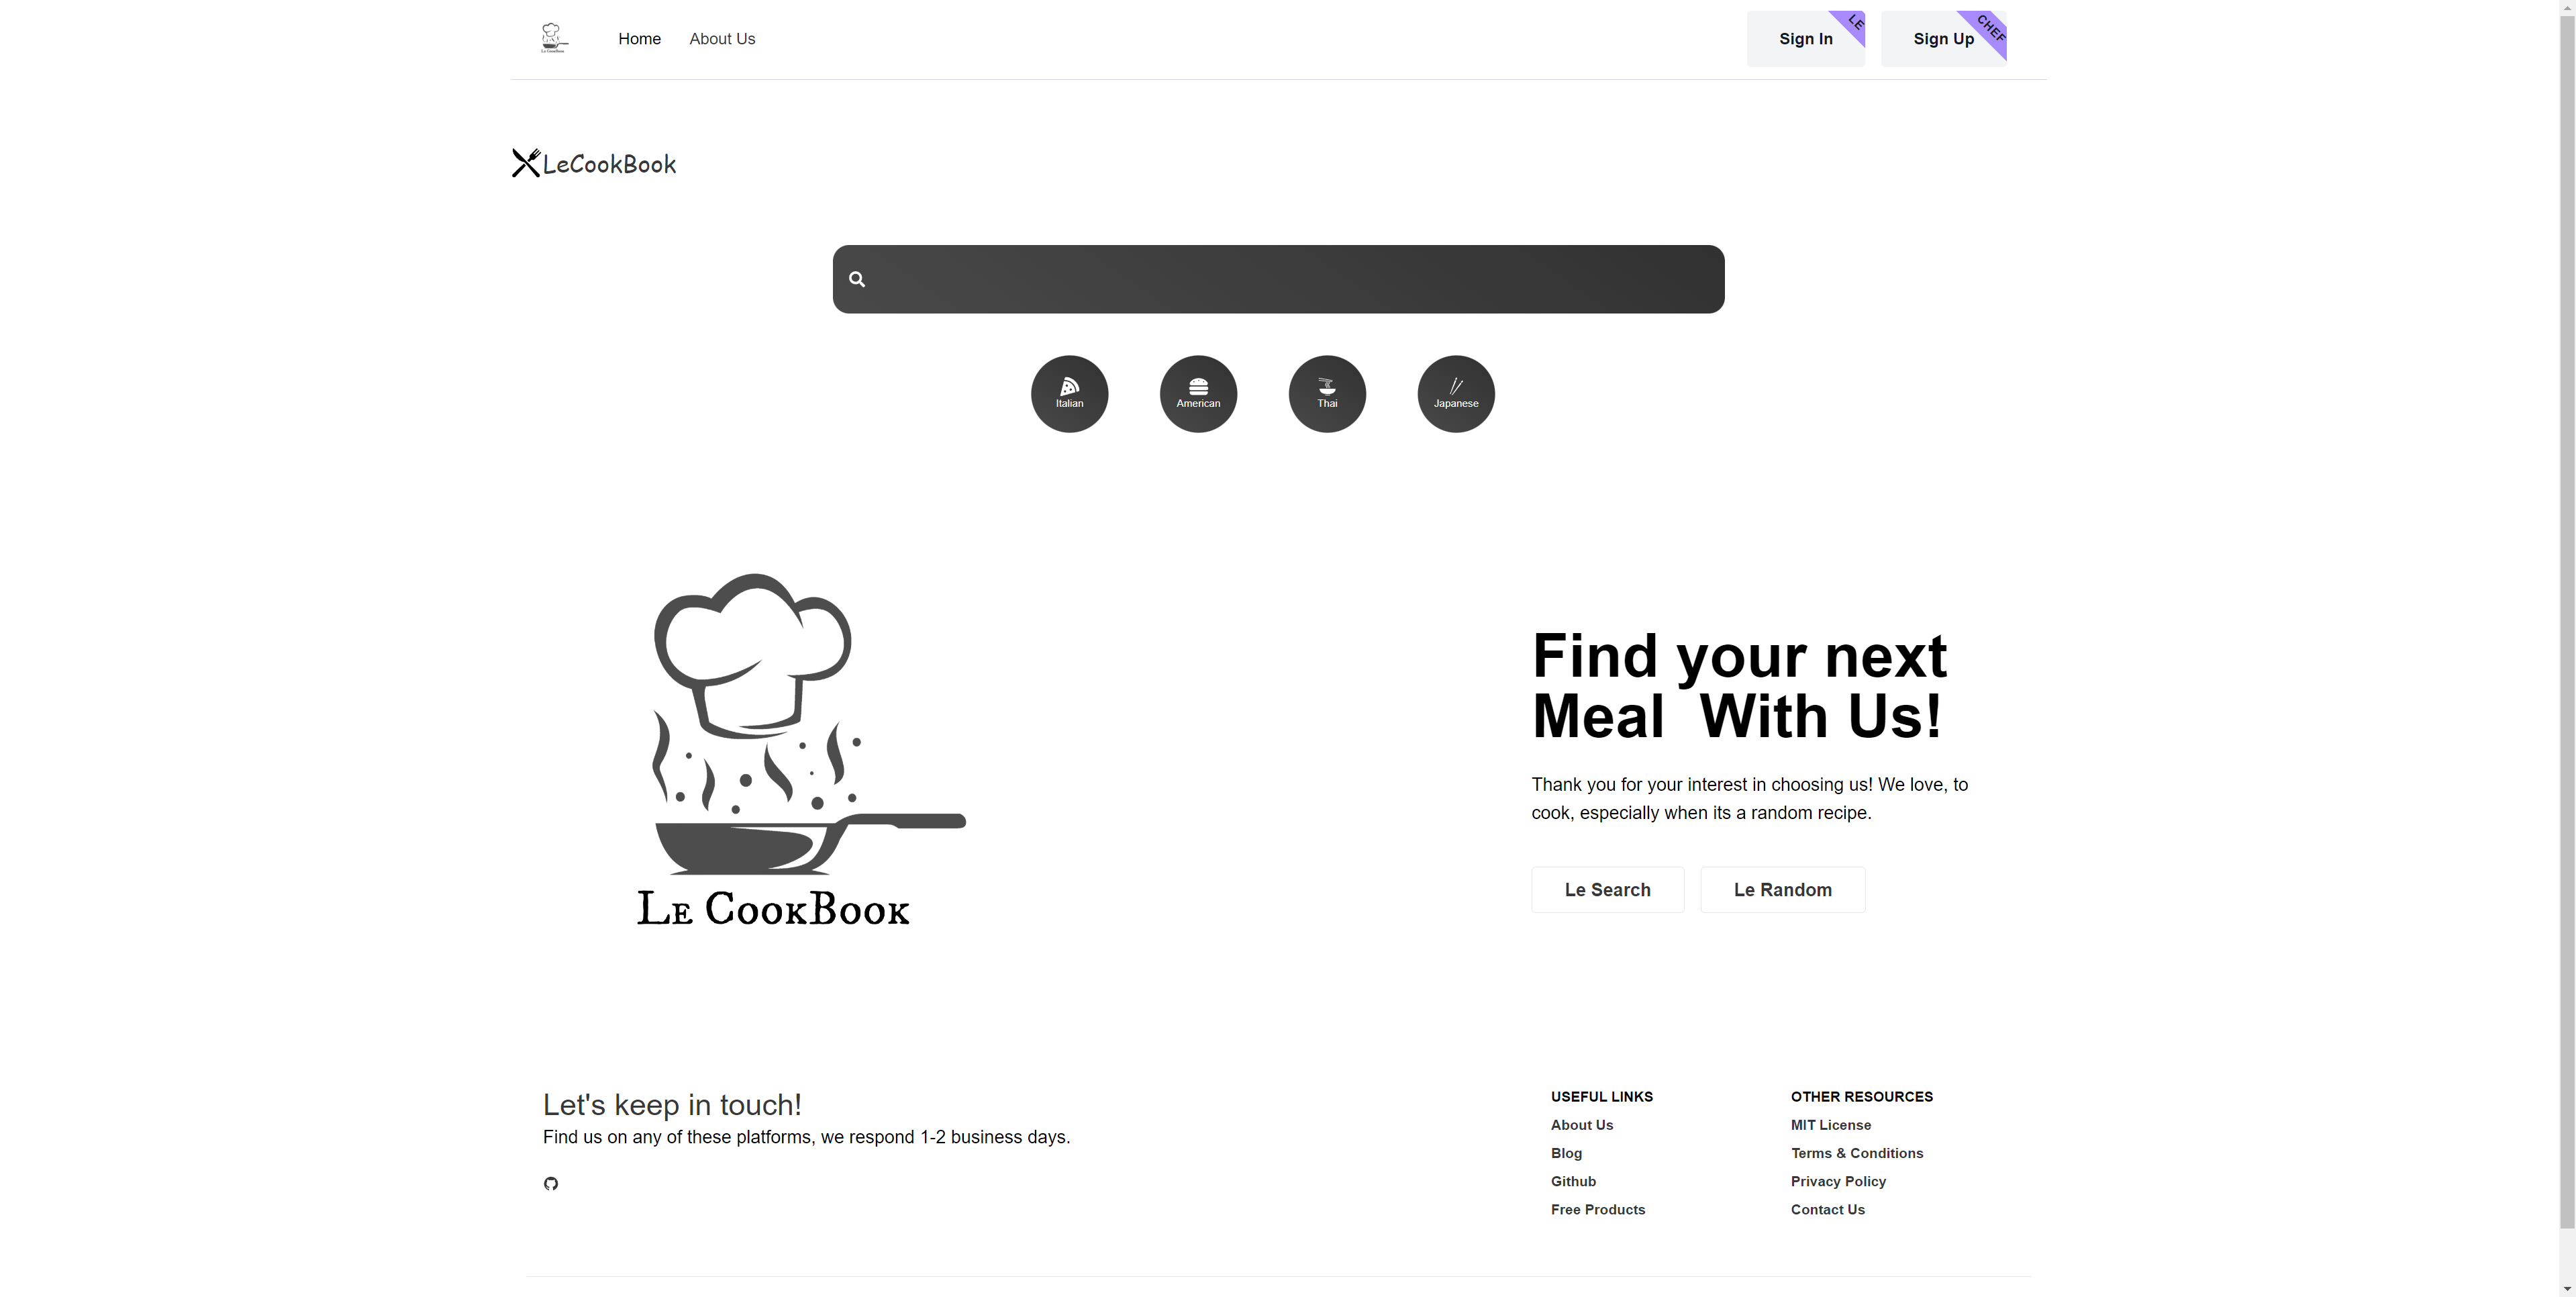 Le CookBook
Home
About Us
Sign In
LE
Sign Up
CHEF
LeCookBook
Italian
American
Thai
Japanese
Le CookBook
Find your next
Meal  With Us!
Thank you for your interest in choosing us! We love, to
cook, especially when its a random recipe.
Le Search
Le Random
Let's keep in touch!
Find us on any of these platforms, we respond 1-2 business days.
USEFUL LINKS
About Us
Blog
Github
Free Products
OTHER RESOURCES
MIT License
Terms & Conditions
Privacy Policy
Contact Us